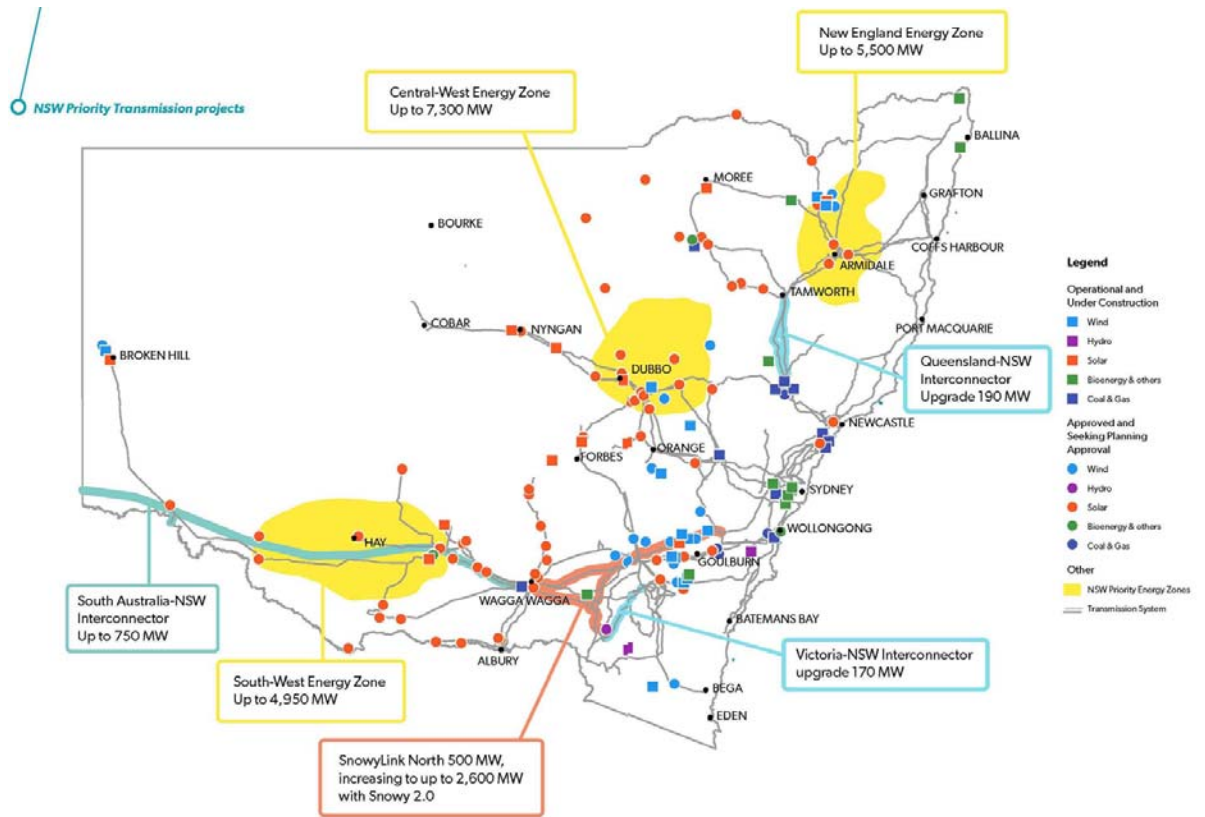 New England Energy Zone
Up to 5,500 MW
Central-West Energy Zone
Up to 7,300 MW
NSW Priority Transmission projects
BALLINA
MOREE
GRAFTON
BOURKE
COFFS HARBOUR
ARMIDALE
TAMWORTH
COBAR
NYNGAN
PORT MACQUARIE
BROKEN HILL
DUBBO
Queensland-NSW
Interconnector
Upgrade 190 MW
NEWCASTLE
ORANGE
FORBES
SYDNEY
WOLLONGONG
HAY
GOULBURN
WAGGA WAGGA
BATEMANS BAY
ALBURY
BEGA
EDEN
South Australia-NSW
Interconnector
Up to 750 MW
Victoria-NSW Interconnector
upgrade 170 MW
South-West Energy Zone
Up to 4,950 MW
SnowyLink North 500 MW,
increasing to up to 2,600 MW
with Snowy 2.0
Legend
Operational and
Under Construction
Wind
Hydro
Solar
Bioenergy & others
Coal & Gas
Approved and
Seeking Planning
Approval
Wind
Hydro
Solar
Bioenergy & others
Coal & Gas
Other
NSW Priority Energy Zones
Transmission System